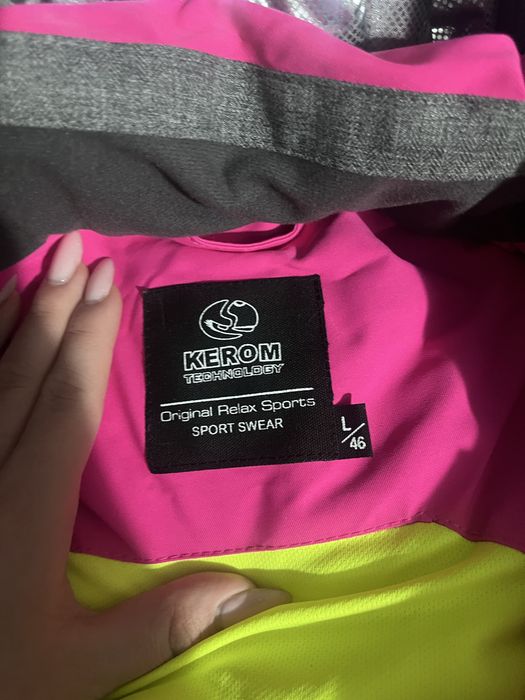 KEROM
TECHNOLOGY
Original Relax Sports
SPORT SWEAR
L/46